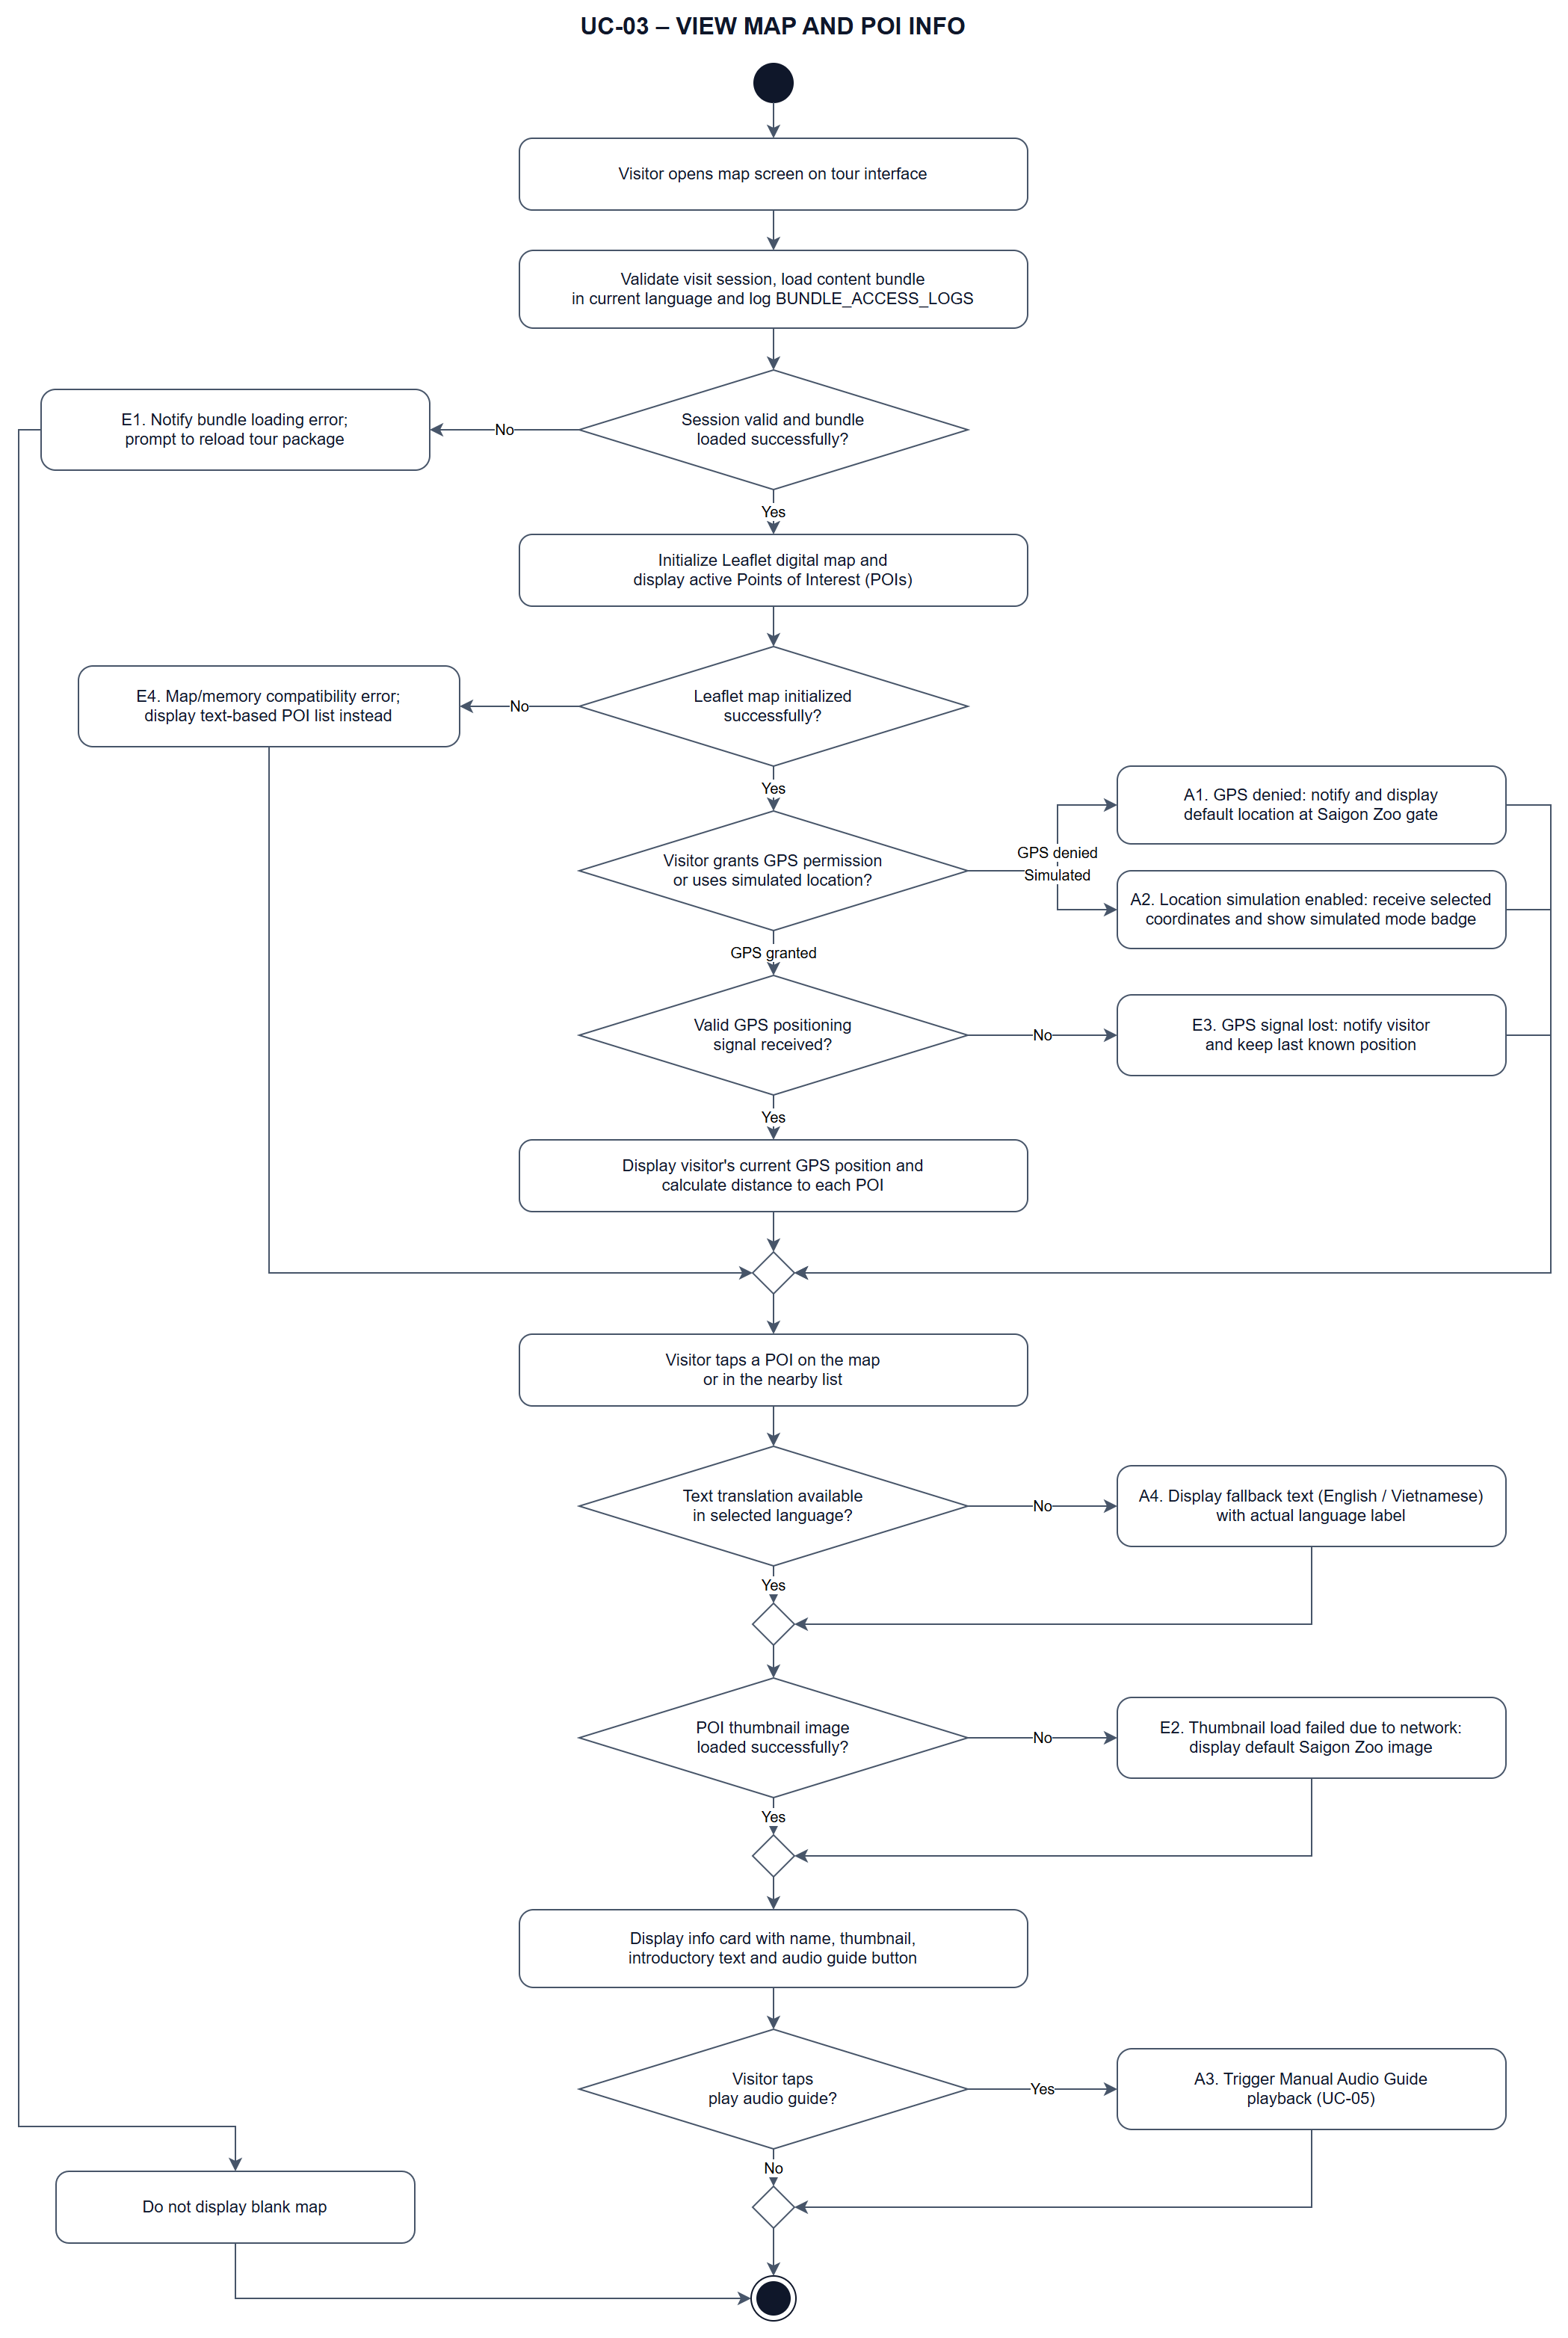 UC-03 – VIEW MAP AND POI INFO
Visitor opens map screen on tour interface
Validate visit session, load content bundle
in current language and log BUNDLE_ACCESS_LOGS
Session valid and bundle
loaded successfully?
No
E1. Notify bundle loading error;
prompt to reload tour package
Yes
Initialize Leaflet digital map and
display active Points of Interest (POIs)
Leaflet map initialized
successfully?
No
E4. Map/memory compatibility error;
display text-based POI list instead
Yes
Visitor grants GPS permission
or uses simulated location?
GPS denied
Simulated
A1. GPS denied: notify and display
default location at Saigon Zoo gate
A2. Location simulation enabled: receive selected
coordinates and show simulated mode badge
GPS granted
Valid GPS positioning
signal received?
No
E3. GPS signal lost: notify visitor
and keep last known position
Yes
Display visitor's current GPS position and
calculate distance to each POI
Visitor taps a POI on the map
or in the nearby list
Text translation available
in selected language?
No
A4. Display fallback text (English / Vietnamese)
with actual language label
Yes
POI thumbnail image
loaded successfully?
No
E2. Thumbnail load failed due to network:
display default Saigon Zoo image
Yes
Display info card with name, thumbnail,
introductory text and audio guide button
Visitor taps
play audio guide?
Yes
A3. Trigger Manual Audio Guide
playback (UC-05)
No
Do not display blank map